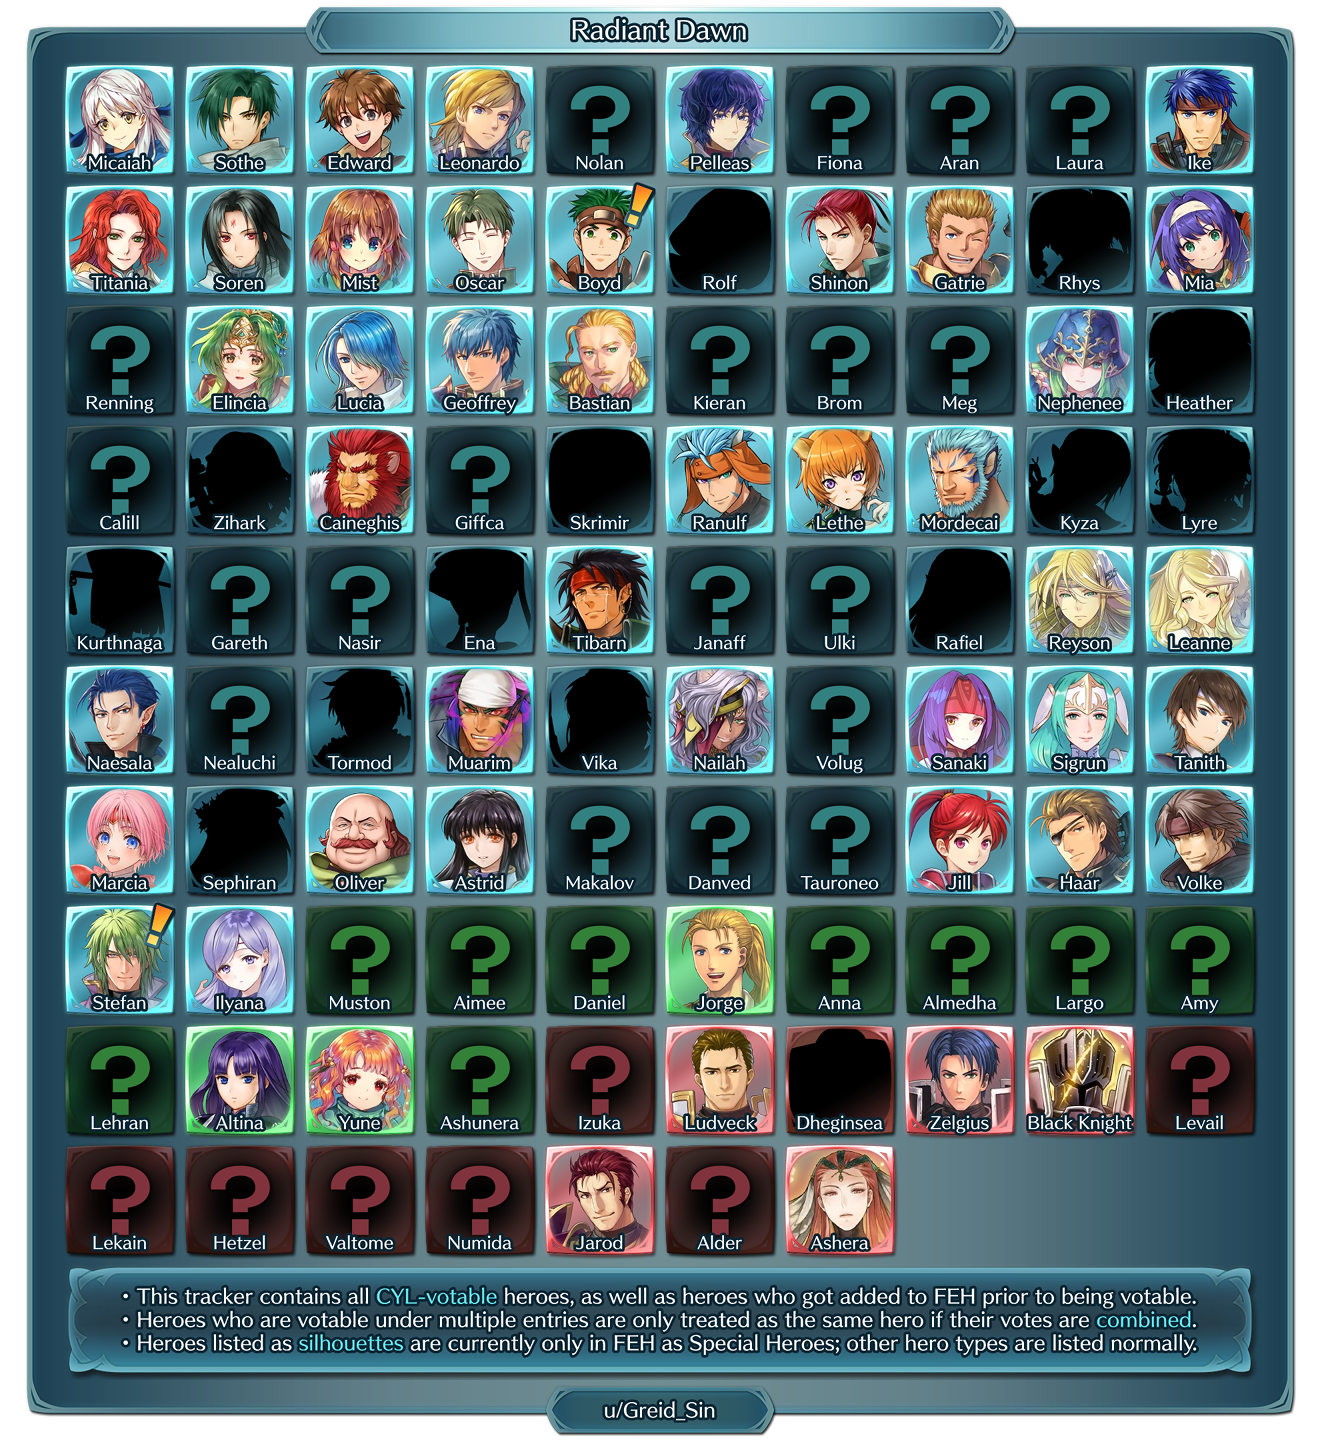 Radiant Dawn
Micaiah Sothe Edward Leonardo Nolan Pelleas Fiona Aran Laura Ike
Titania Soren Mist Oscar Boyd Rolf Shinon Gatrie Rhys Mia
Renning Elincia Lucia Geoffrey Bastian Kieran Brom Meg Nephenee Heather
Calill Zihark Caineghis Giffca Skrimir Ranulf Lethe Mordecai Kyza Lyre
Kurthnaga Gareth Nasir Ena Tibarn Janaff Ulki Rafiel Reyson Leanne
Naesala Nealuchi Tormod Muarim Vika Nailah Volug Sanaki Sigrun Tanith
Marcia Sephiran Oliver Astrid Makalov Danved Tauroneo Jill Haar Volke
Stefan Ilyana Muston Aimee Daniel Jorge Anna Almedha Largo Amy
Lehran Altina Yune Ashunera Izuka Ludveck Dheginsea Zelgius Black Knight Levail
Lekain Hetzel Valtome Numida Jarod Alder Ashera
• This tracker contains all CYL-votable heroes, as well as heroes who got added to FEH prior to being votable.
• Heroes who are votable under multiple entries are only treated as the same hero if their votes are combined.
• Heroes listed as silhouettes are currently only in FEH as Special Heroes; other hero types are listed normally.
u/Greid_Sin